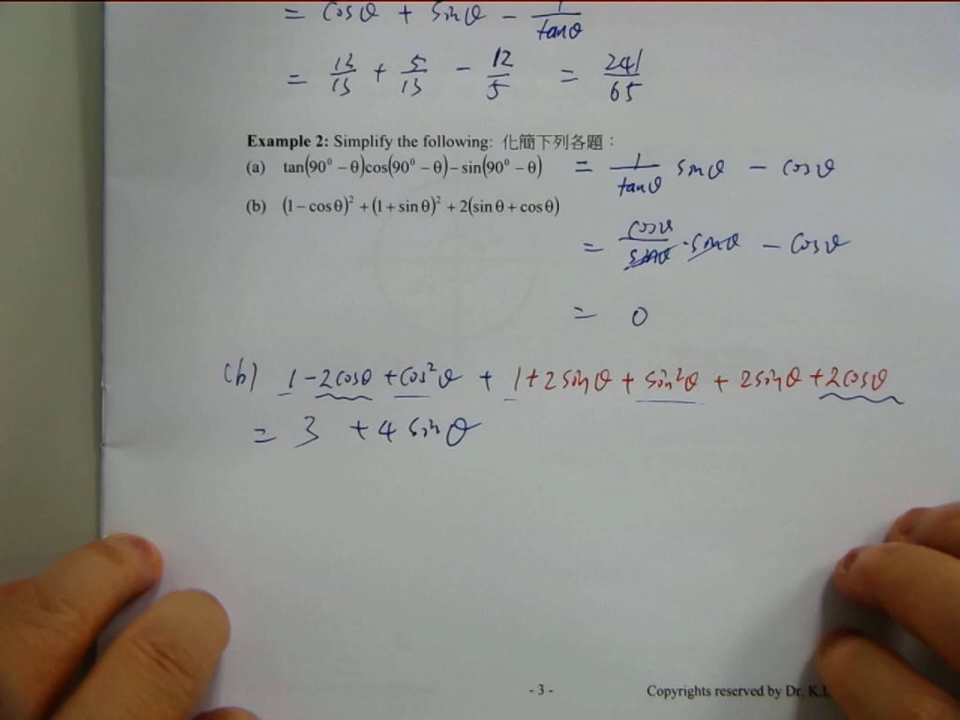 = cosθ + sinθ − 1/tanθ
= 13/13 + 5/13 − 12/5 = 241/65
Example 2: Simplify the following: 化簡下列各題：
(a) tan(90° − θ)cos(90° − θ) − sin(90° − θ) = 1/tanθ sinθ − cosθ
(b) (1 − cosθ)² + (1 + sinθ)² + 2(sinθ + cosθ)
= cosθ/sinθ · sinθ − cosθ
= 0
(b) 1 − 2cosθ + cos²θ + 1 + 2sinθ + sin²θ + 2sinθ + 2cosθ
= 3 + 4 sinθ
- 3 -
Copyrights reserved by Dr. K.